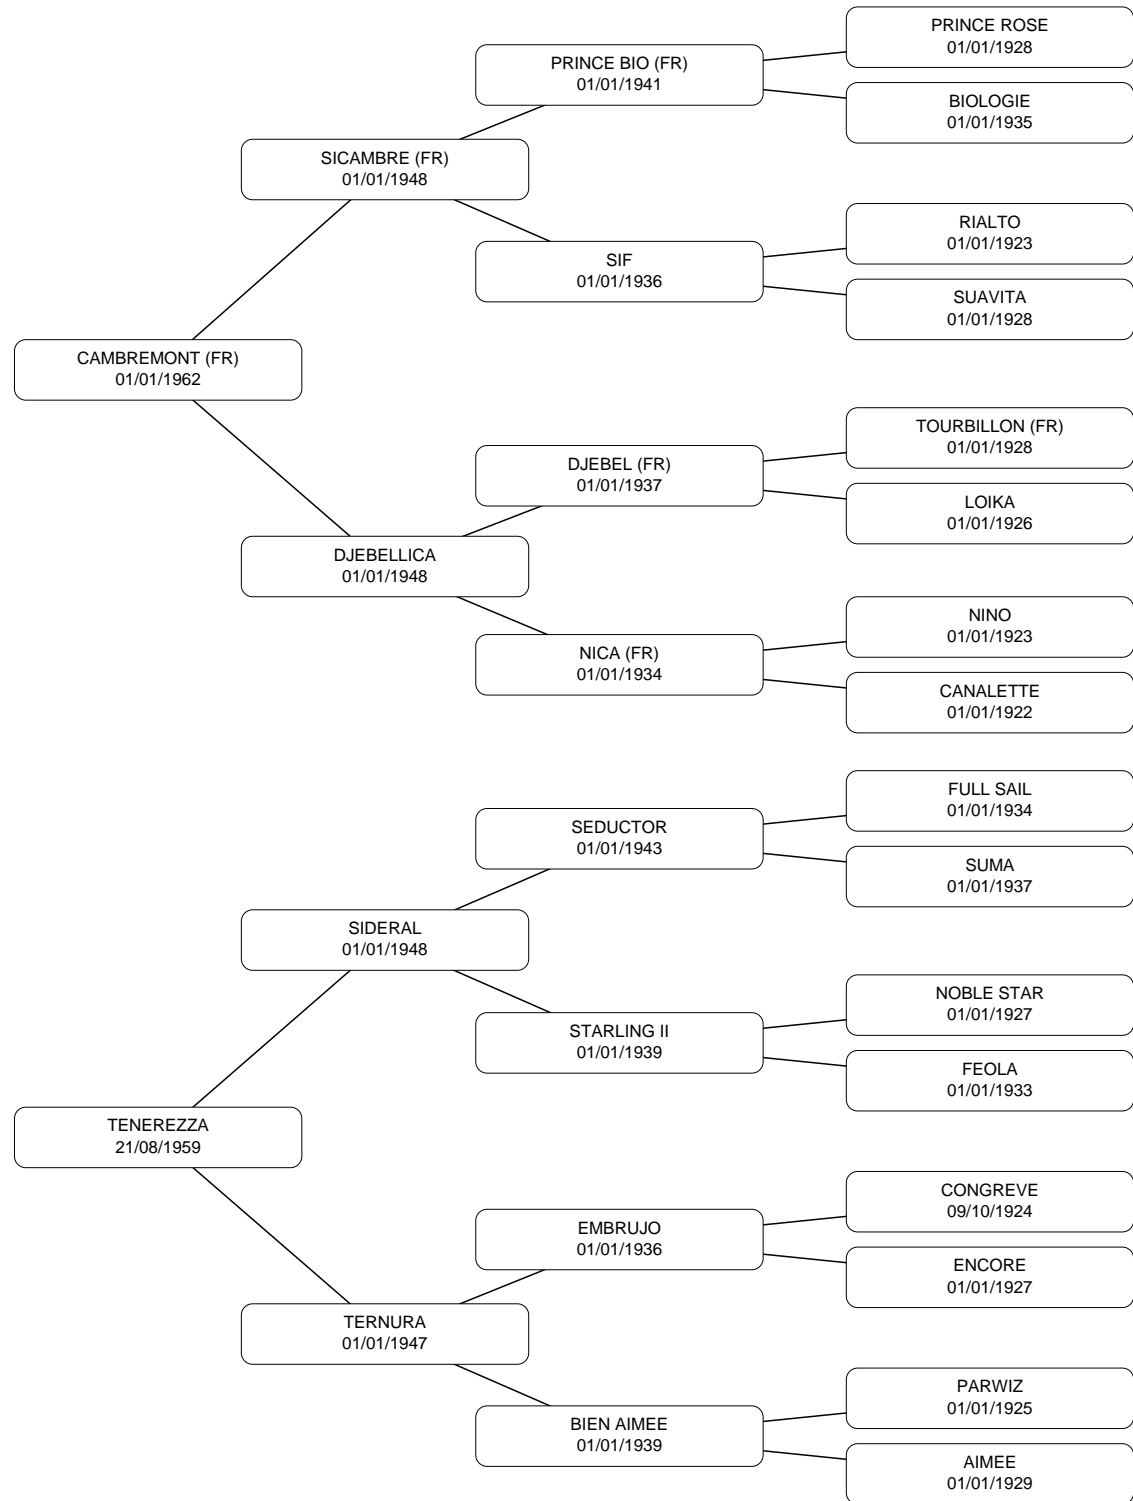 PRINCE ROSE
01/01/1928
PRINCE BIO (FR)
01/01/1941
BIOLOGIE
01/01/1935
SICAMBRE (FR)
01/01/1948
RIALTO
01/01/1923
SIF
01/01/1936
SUAVITA
01/01/1928
CAMBREMONT (FR)
01/01/1962
TOURBILLON (FR)
01/01/1928
DJEBEL (FR)
01/01/1937
LOIKA
01/01/1926
DJEBELLICA
01/01/1948
NINO
01/01/1923
NICA (FR)
01/01/1934
CANALETTE
01/01/1922
FULL SAIL
01/01/1934
SEDUCTOR
01/01/1943
SUMA
01/01/1937
SIDERAL
01/01/1948
NOBLE STAR
01/01/1927
STARLING II
01/01/1939
FEOLA
01/01/1933
TENEREZZA
21/08/1959
CONGREVE
09/10/1924
EMBRUJO
01/01/1936
ENCORE
01/01/1927
TERNURA
01/01/1947
PARWIZ
01/01/1925
BIEN AIMEE
01/01/1939
AIMEE
01/01/1929